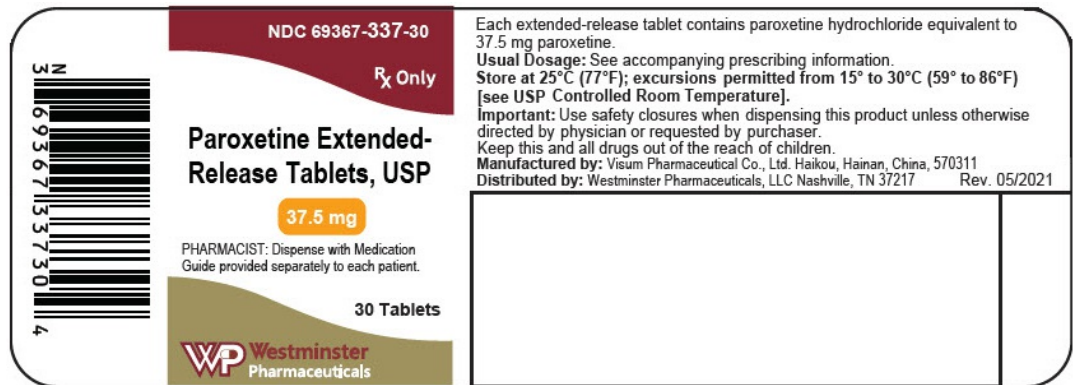 N
3 69367 33730 4
NDC 69367-337-30
Rx Only
Paroxetine Extended-
Release Tablets, USP
37.5 mg
PHARMACIST: Dispense with Medication
Guide provided separately to each patient.
30 Tablets
WP Westminster
Pharmaceuticals
Each extended-release tablet contains paroxetine hydrochloride equivalent to
37.5 mg paroxetine.
Usual Dosage: See accompanying prescribing information.
Store at 25°C (77°F); excursions permitted from 15° to 30°C (59° to 86°F)
[see USP Controlled Room Temperature].
Important: Use safety closures when dispensing this product unless otherwise
directed by physician or requested by purchaser.
Keep this and all drugs out of the reach of children.
Manufactured by: Visum Pharmaceutical Co., Ltd. Haikou, Hainan, China, 570311
Distributed by: Westminster Pharmaceuticals, LLC Nashville, TN 37217 Rev. 05/2021